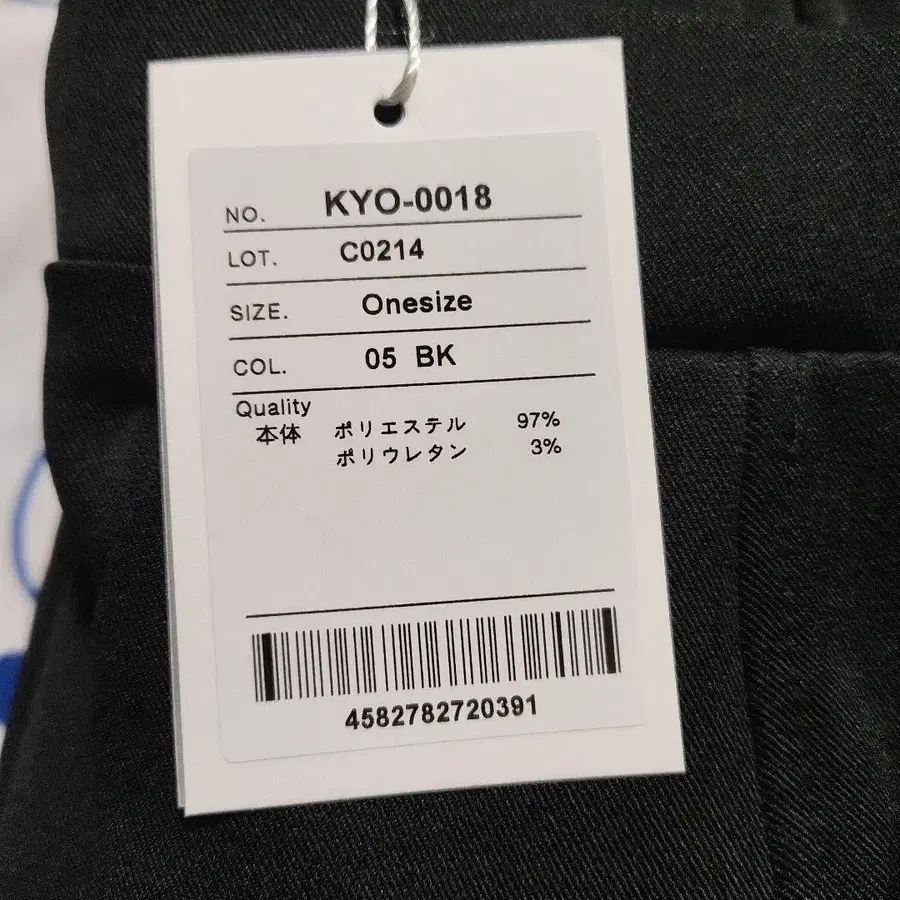 NO. KYO-0018
LOT. C0214
SIZE. Onesize
COL. 05 BK
Quality
本体 ポリエステル 97%
ポリウレタン 3%
4582782720391